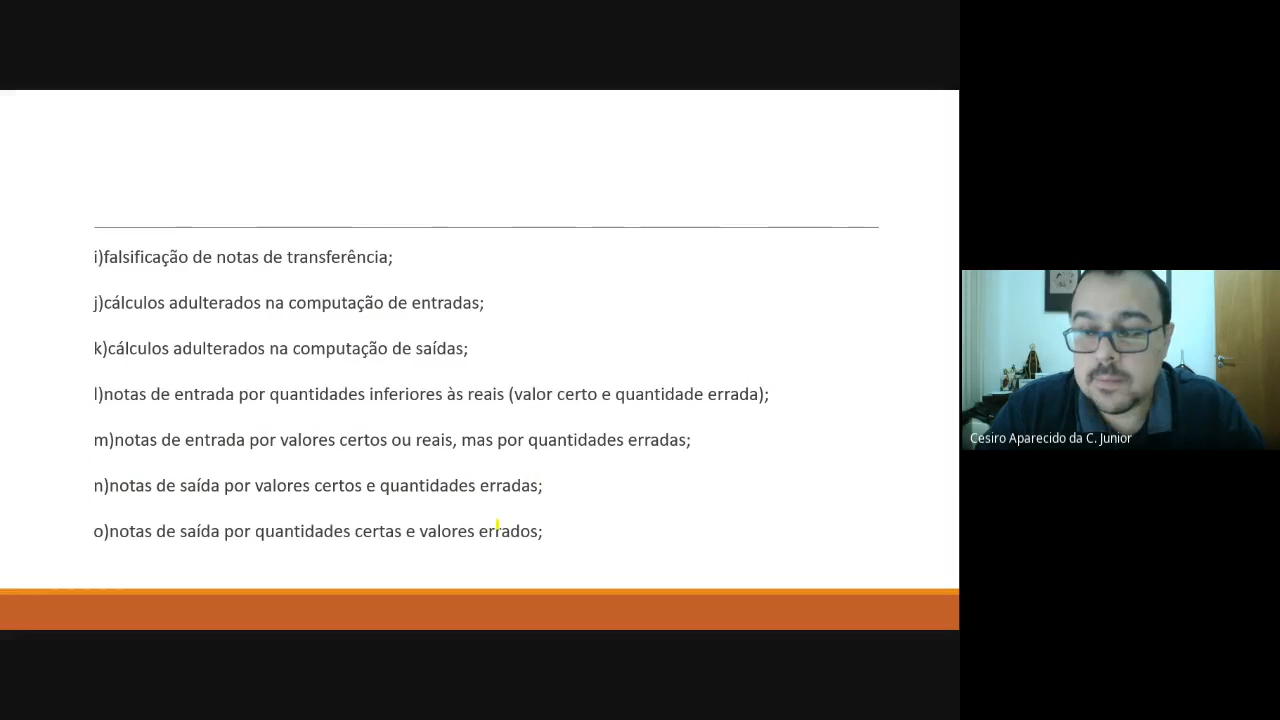 i)falsificação de notas de transferência;
j)cálculos adulterados na computação de entradas;
k)cálculos adulterados na computação de saídas;
l)notas de entrada por quantidades inferiores às reais (valor certo e quantidade errada);
m)notas de entrada por valores certos ou reais, mas por quantidades erradas;
n)notas de saída por valores certos e quantidades erradas;
o)notas de saída por quantidades certas e valores errados;
Cesiro Aparecido da C. Junior